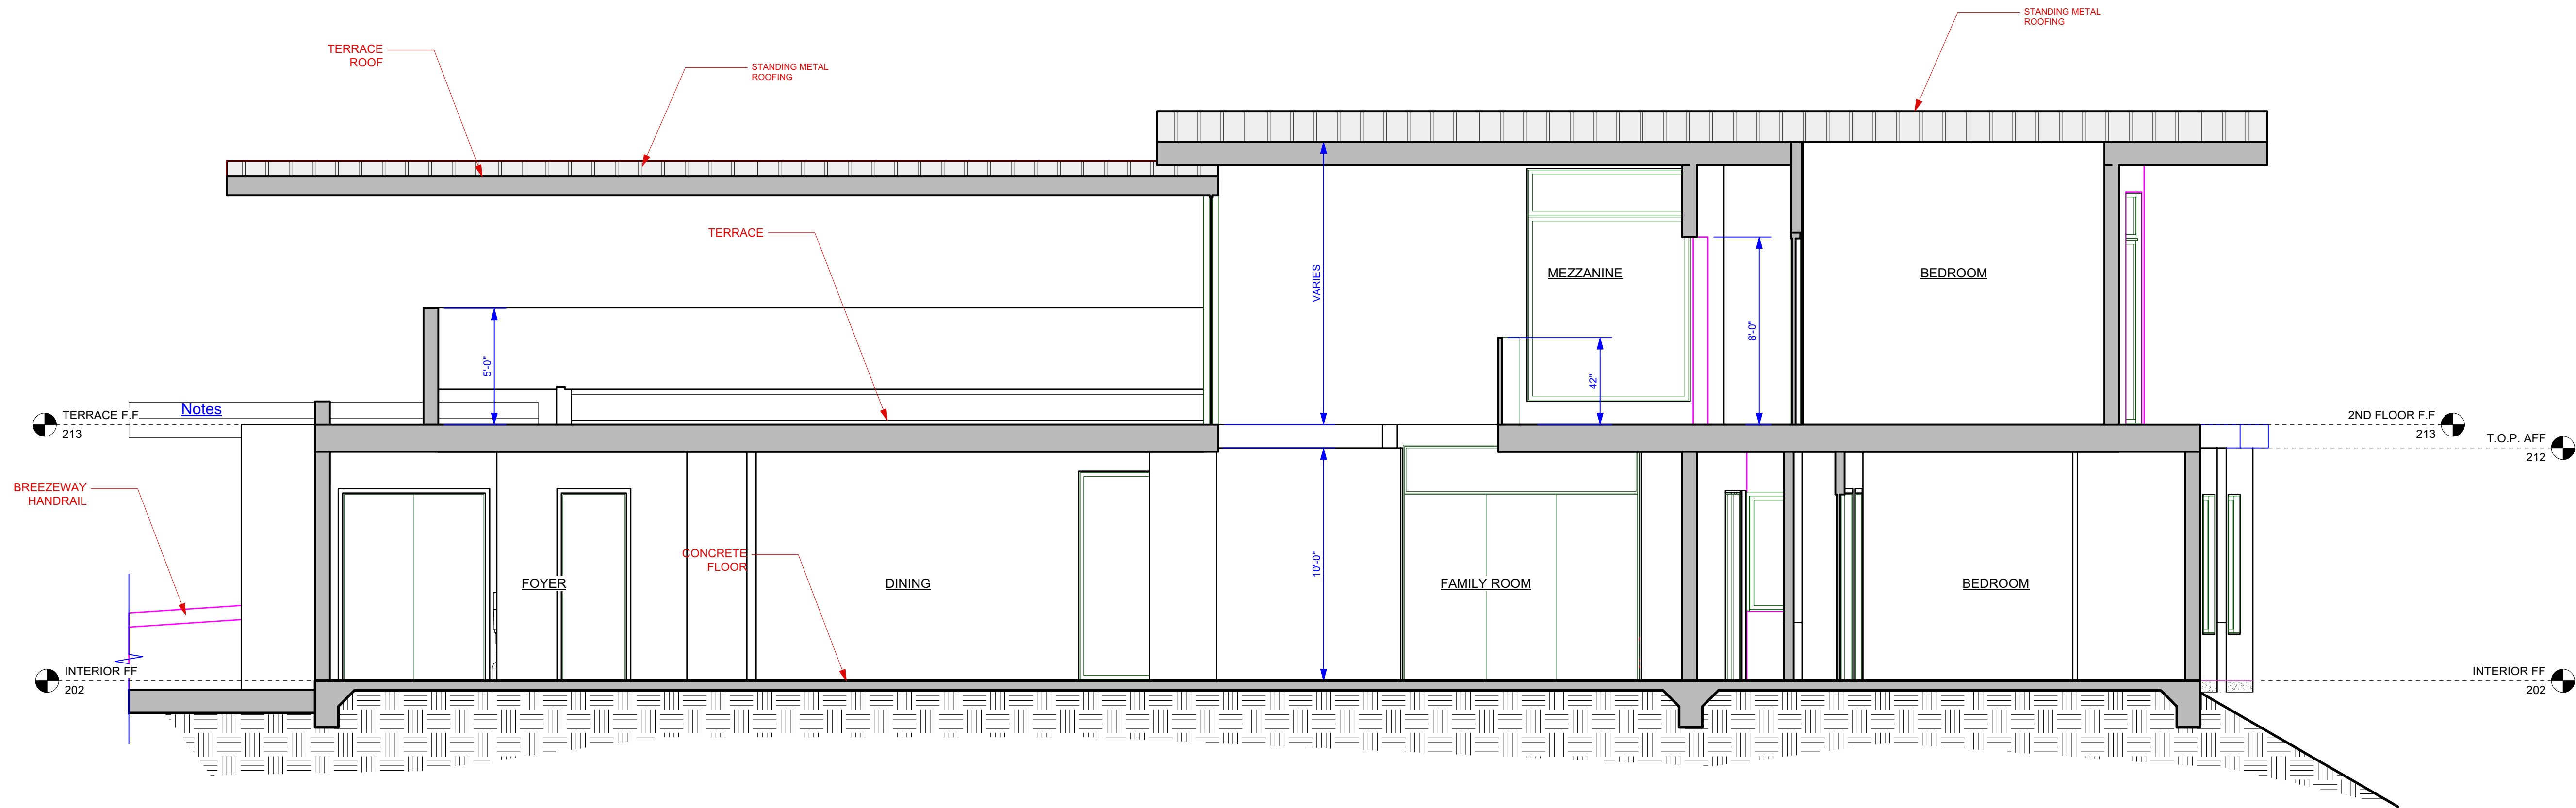 STANDING METAL
ROOFING
TERRACE
ROOF
STANDING METAL
ROOFING
TERRACE
MEZZANINE
BEDROOM
VARIES
8'-0"
5'-0"
42"
Notes
TERRACE F.F
213
2ND FLOOR F.F
213
T.O.P. AFF
212
BREEZEWAY
HANDRAIL
CONCRETE
FLOOR
10'-0"
FOYER
DINING
FAMILY ROOM
BEDROOM
INTERIOR FF
202
INTERIOR FF
202